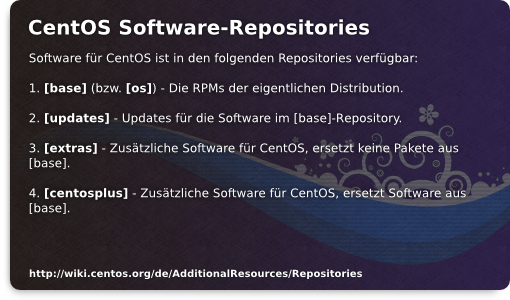 CentOS Software-Repositories
Software für CentOS ist in den folgenden Repositories verfügbar:
1. [base] (bzw. [os]) - Die RPMs der eigentlichen Distribution.
2. [updates] - Updates für die Software im [base]-Repository.
3. [extras] - Zusätzliche Software für CentOS, ersetzt keine Pakete aus
[base].
4. [centosplus] - Zusätzliche Software für CentOS, ersetzt Software aus
[base].
http://wiki.centos.org/de/AdditionalResources/Repositories